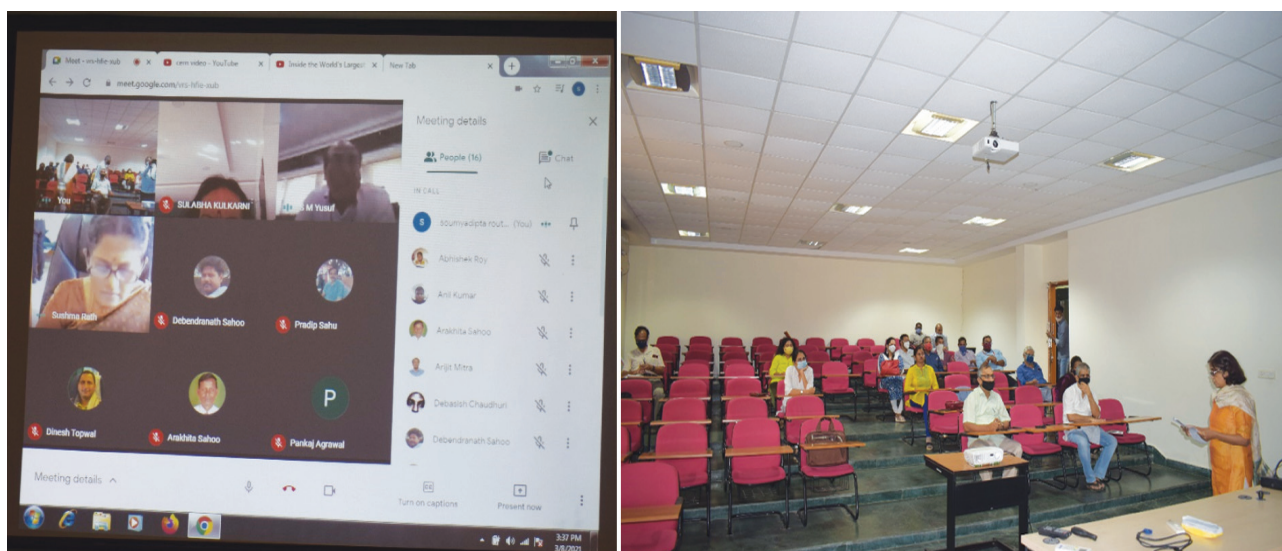 Meet - vrs-hfie-sub
cern video - YouTube
Inside the World's Largest
New Tab
meet.google.com/vrs-hfie-sub
Meeting details
People (16)
Chat
IN CALL
You
SULABHA KULKARNI
S M Yusuf
Sushma Rath
Debendranath Sahoo
Pradip Sahu
Dinesh Topwal
Arakhita Sahoo
P
Pankaj Agrawal
S
soumyadipta rout... (You)
Abhishek Roy
Anil Kumar
Arakhita Sahoo
Arijit Mitra
Debasish Chaudhuri
Debendranath Sahoo
Meeting details
Turn on captions
Present now
3:37 PM
3/8/2021